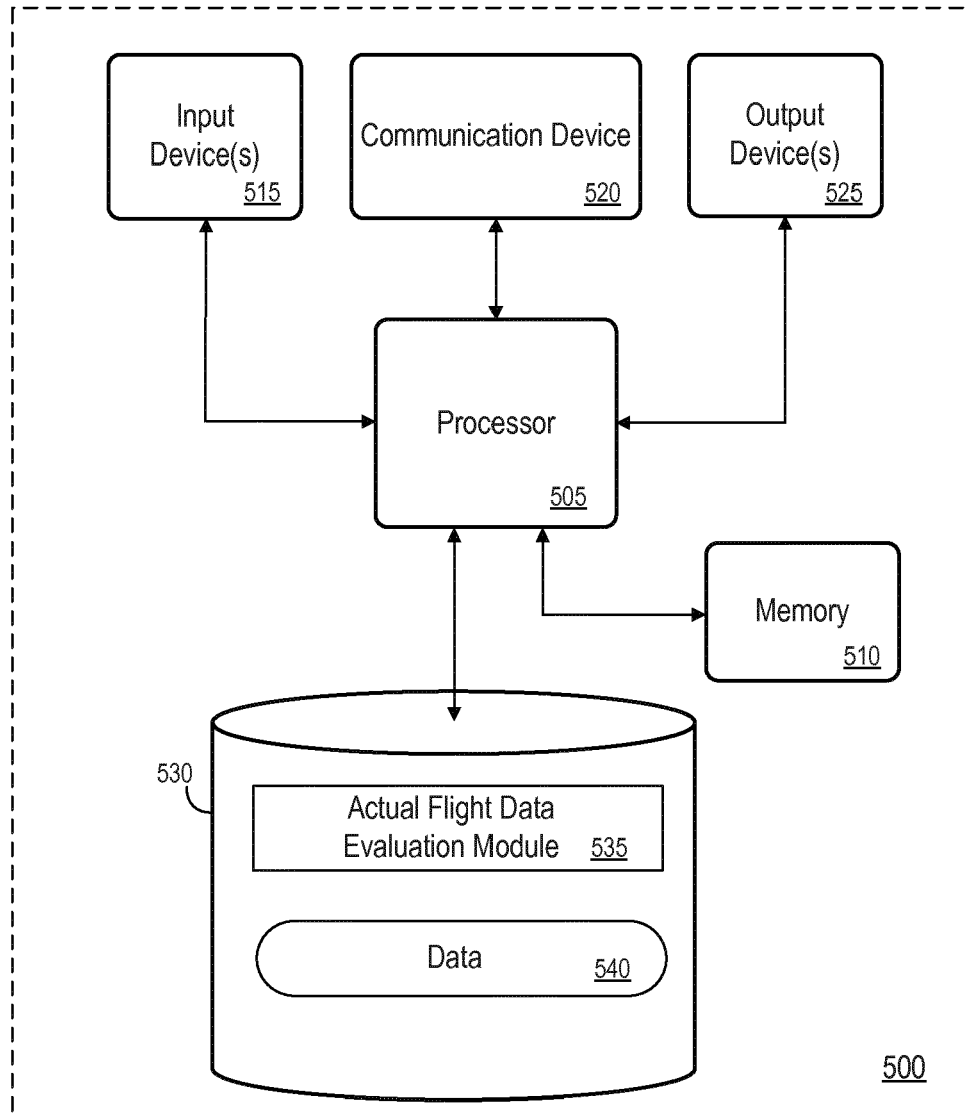 Input
Device(s)
515
Communication Device
520
Output
Device(s)
525
Processor
505
Memory
510
530
Actual Flight Data
Evaluation Module 535
Data 540
500